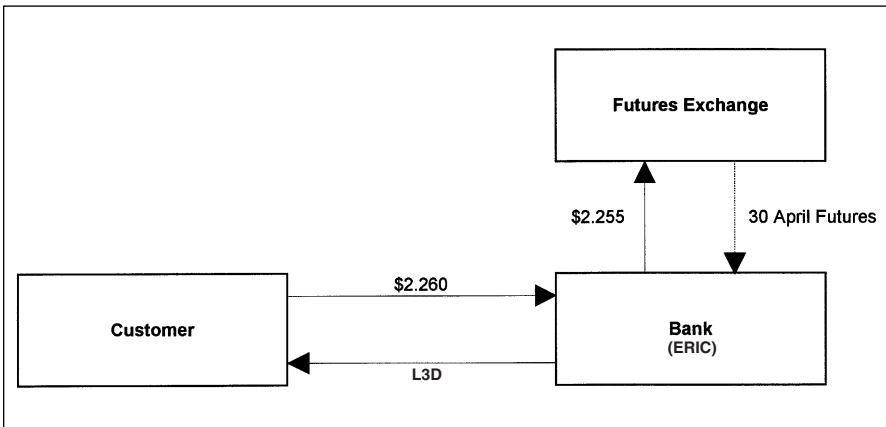 Futures Exchange
$2.255
30 April Futures
$2.260
Customer
Bank
(ERIC)
L3D